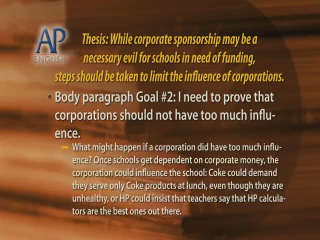 AP
ENGLISH
Thesis: While corporate sponsorship may be a
necessary evil for schools in need of funding,
steps should be taken to limit the influence of corporations.
• Body paragraph Goal #2: I need to prove that
corporations should not have too much influ-
ence.
What might happen if a corporation did have too much influ-
ence? Once schools get dependent on corporate money, the
corporation could influence the school: Coke could demand
they serve only Coke products at lunch, even though they are
unhealthy, or HP could insist that teachers say that HP calcula-
tors are the best ones out there.